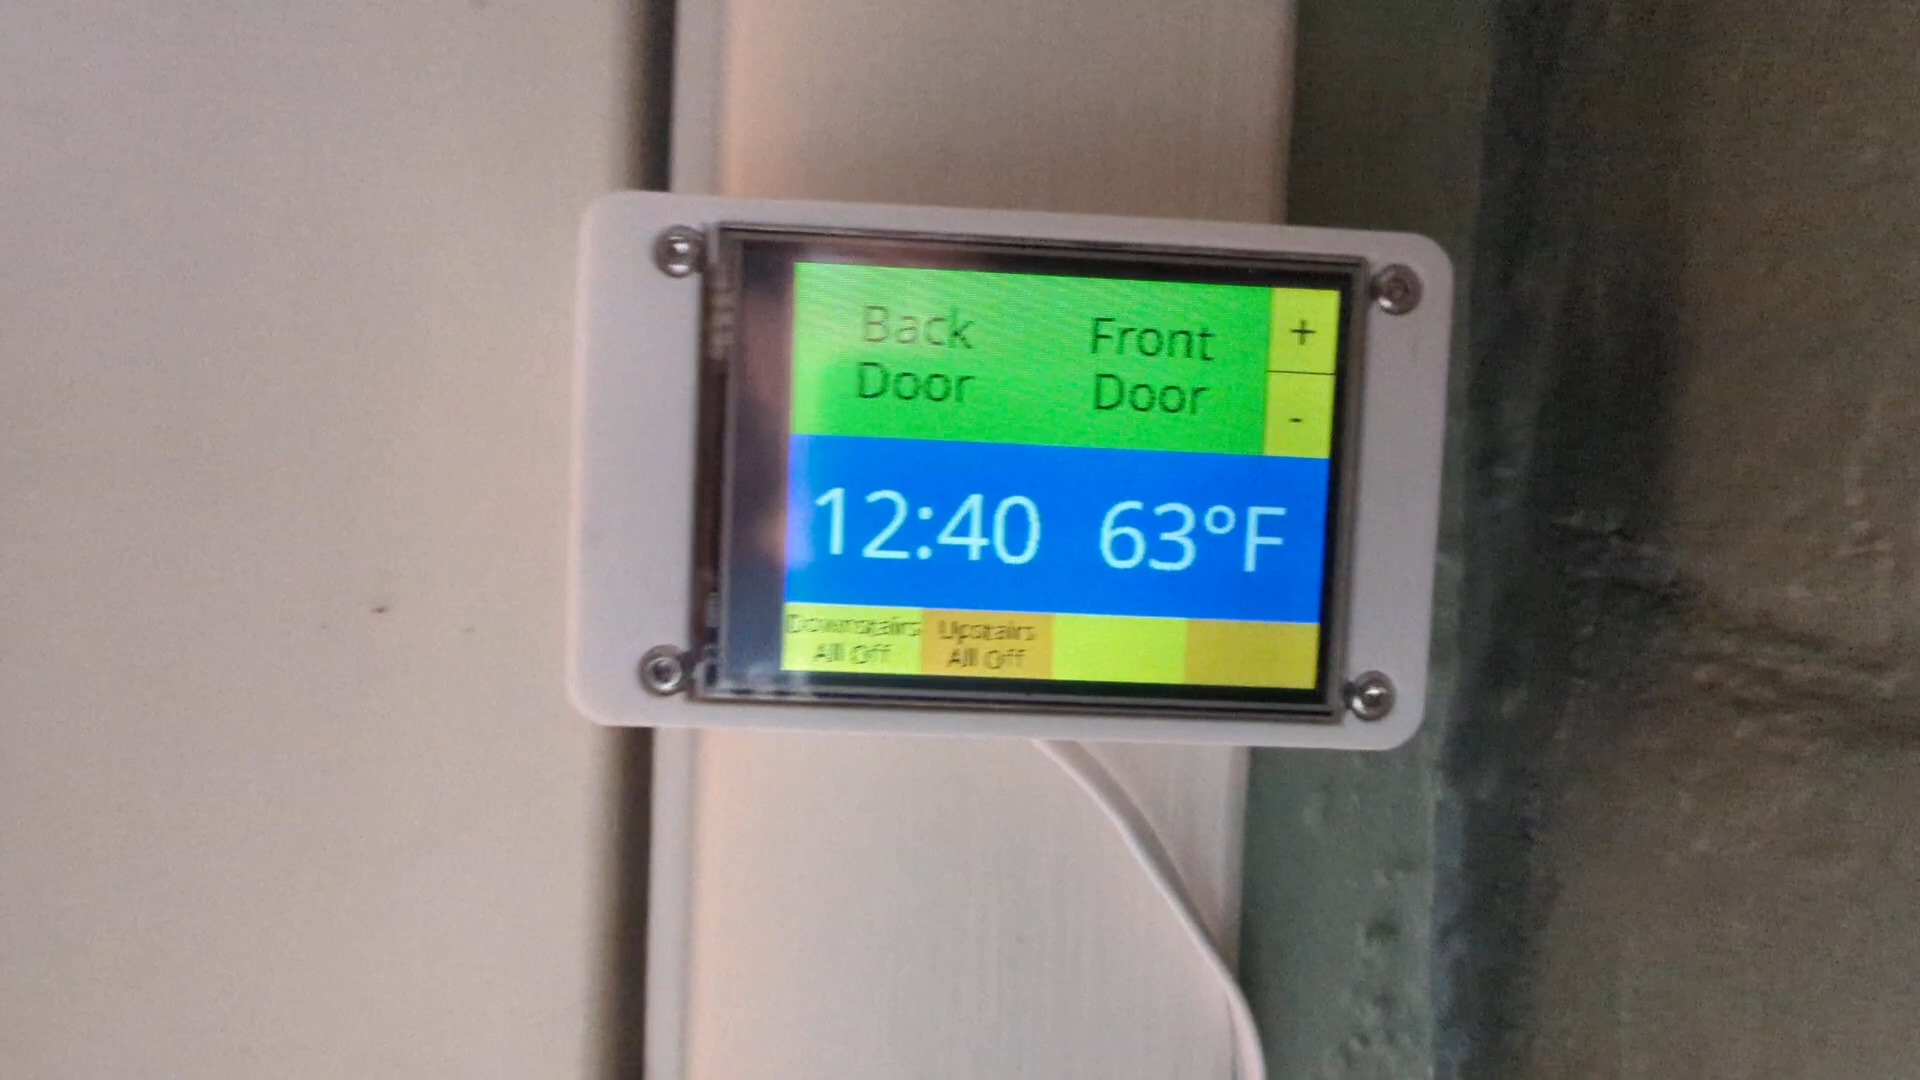 Back Door
Front Door
+
-
12:40 63°F
Downstairs All Off
Upstairs All Off